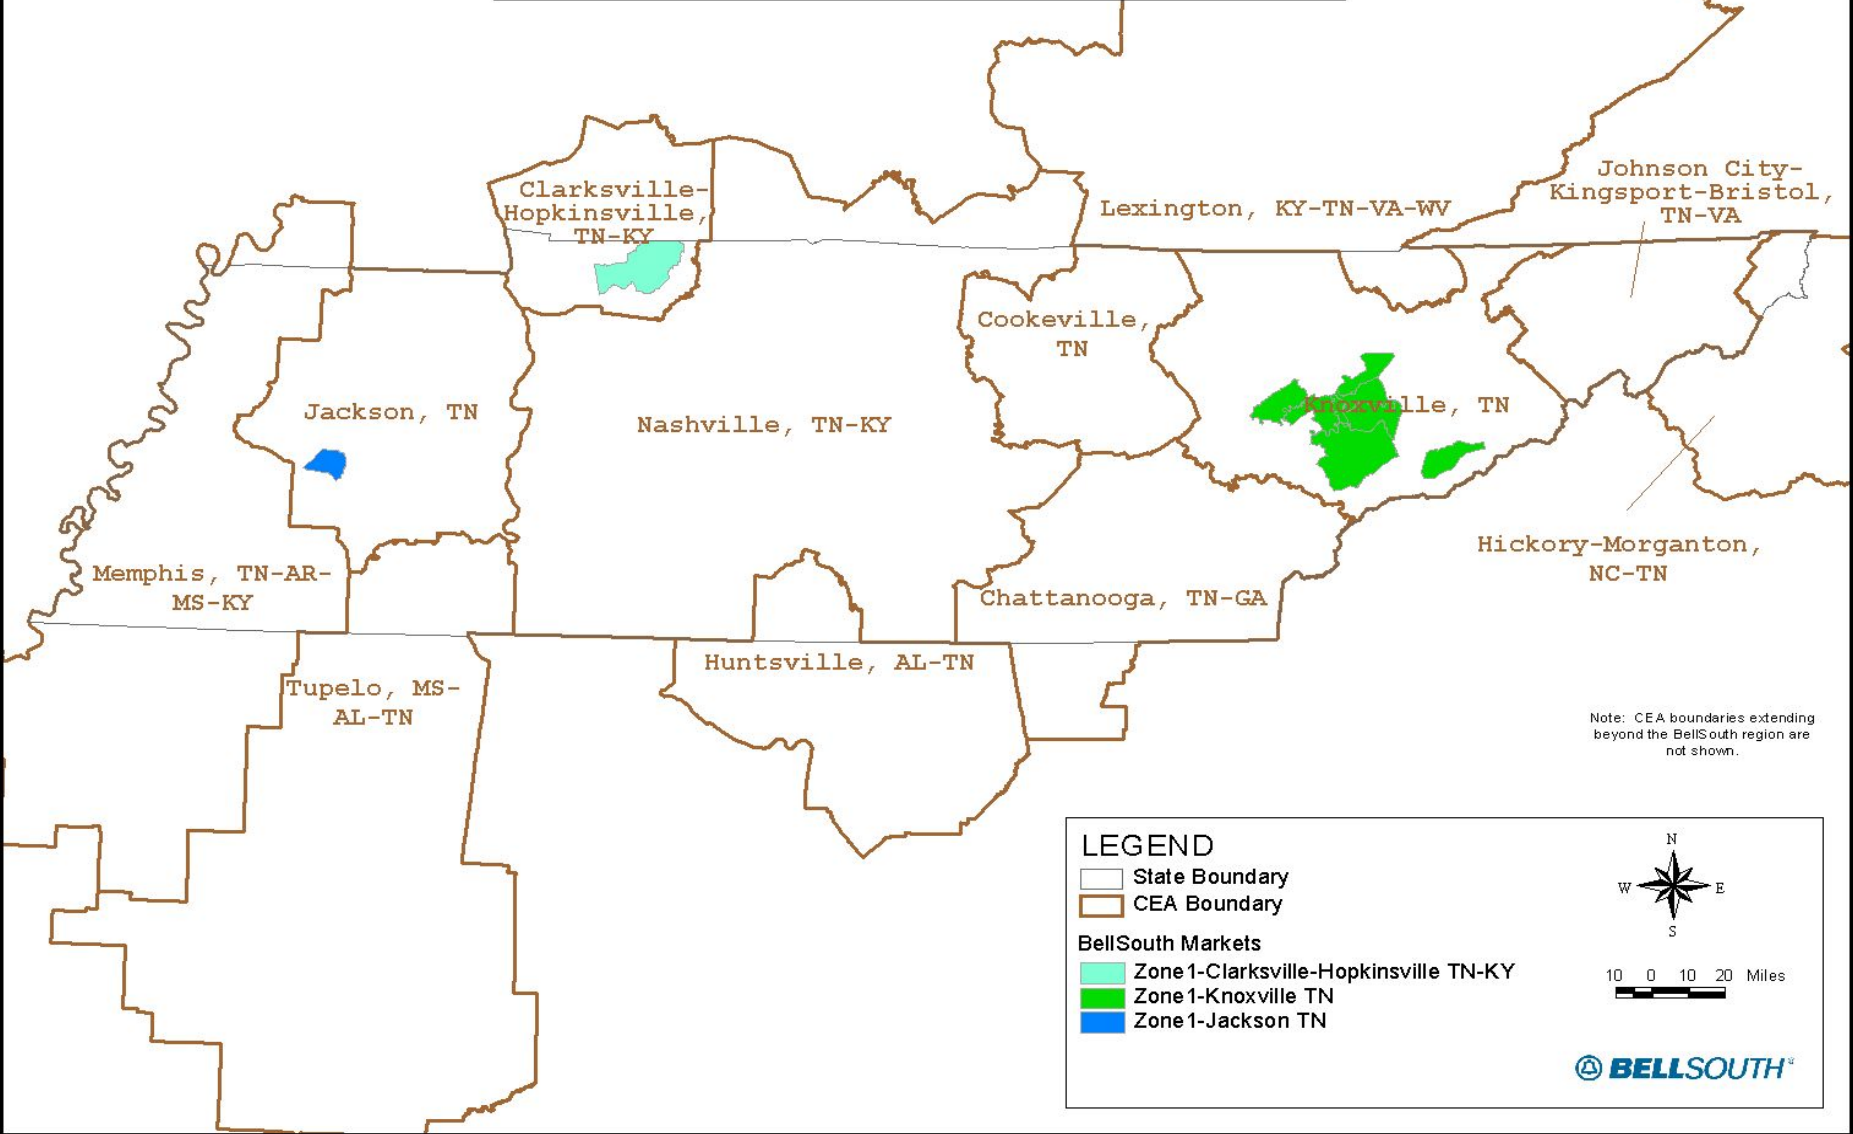 Clarksville-
Hopkinsville,
TN-KY
Lexington, KY-TN-VA-WV
Johnson City-
Kingsport-Bristol,
TN-VA
Cookeville,
TN
Jackson, TN
Nashville, TN-KY
Knoxville, TN
Memphis, TN-AR-
MS-KY
Chattanooga, TN-GA
Hickory-Morganton,
NC-TN
Huntsville, AL-TN
Tupelo, MS-
AL-TN
Note: CEA boundaries extending
beyond the BellSouth region are
not shown.
LEGEND
State Boundary
CEA Boundary
BellSouth Markets
Zone1-Clarksville-Hopkinsville TN-KY
Zone1-Knoxville TN
Zone1-Jackson TN
N
W E
S
10 0 10 20 Miles
BELLSOUTH®